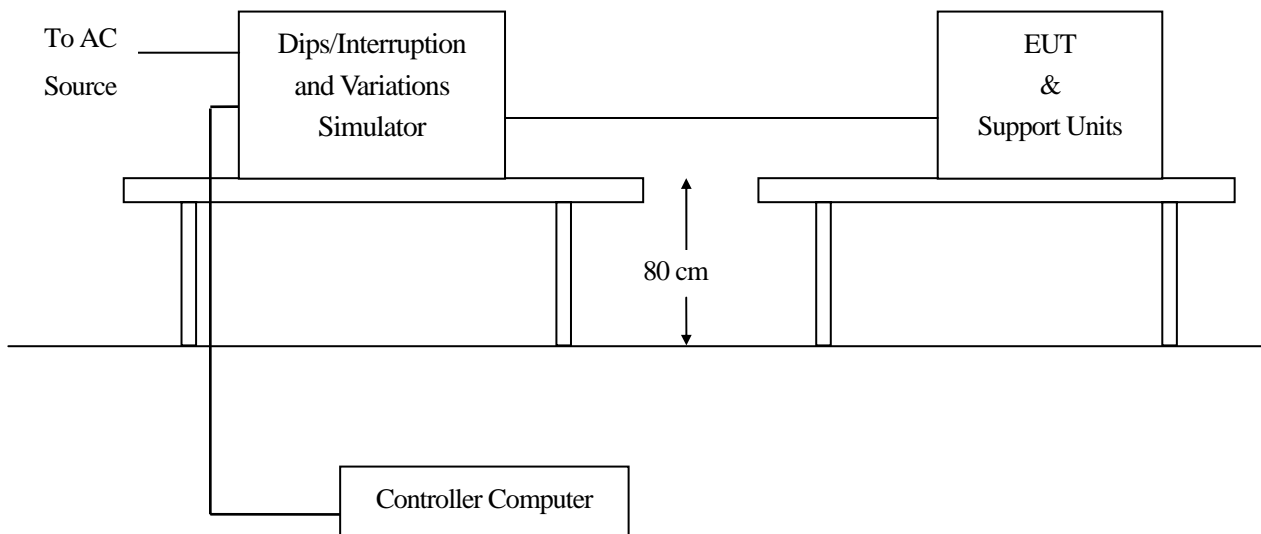 To AC
Source
Dips/Interruption
and Variations
Simulator
EUT
&
Support Units
80 cm
Controller Computer